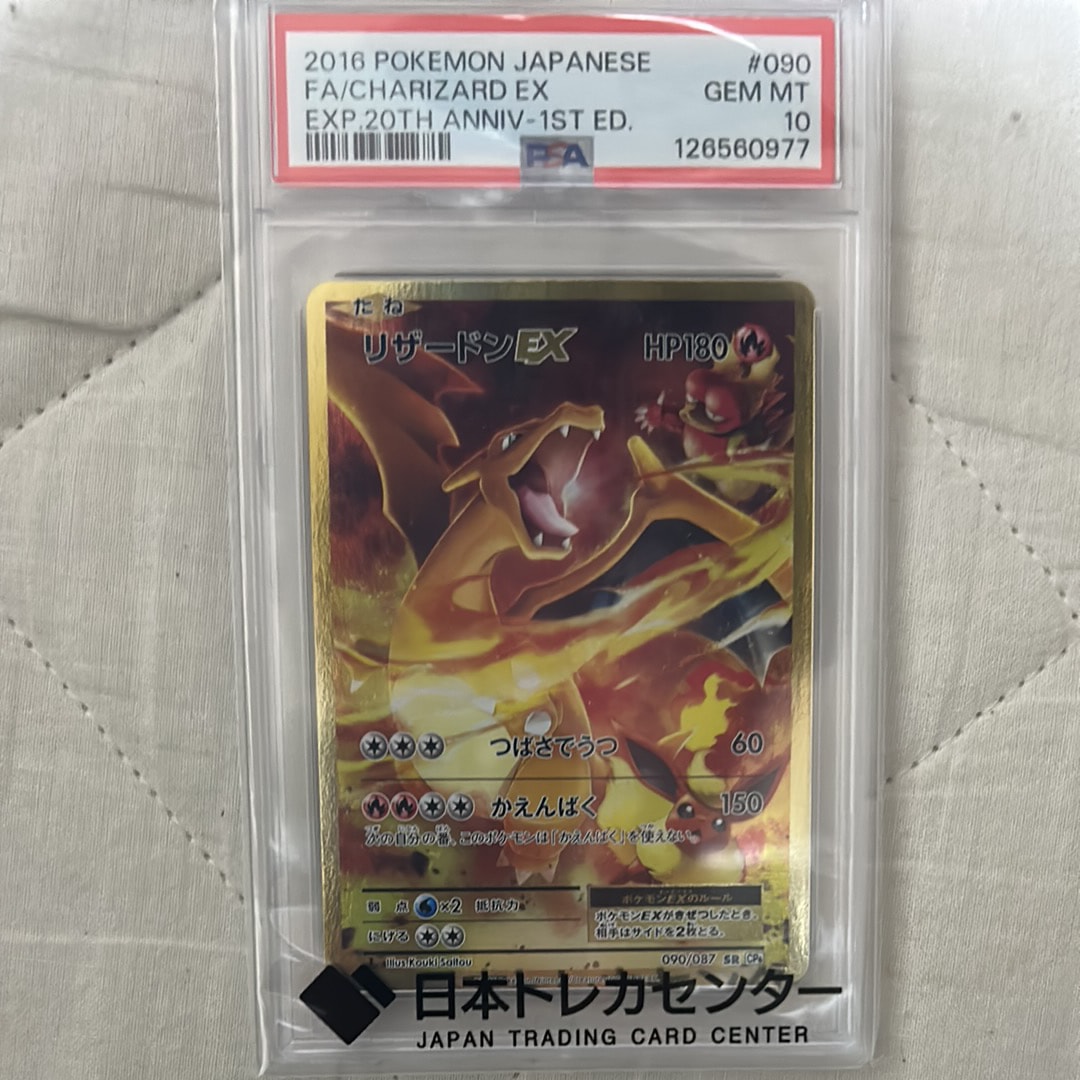 2016 POKEMON JAPANESE #090
FA/CHARIZARD EX GEM MT
EXP.20TH ANNIV-1ST ED. 10
PSA 126560977
たね
リザードンEX HP180
つばさでうつ 60
かえんばく 150
次の自分の番、このポケモンは「かえんばく」を使えない。
弱点 ×2 抵抗力
にげる
ポケモンEXのルール
ポケモンEXがきぜつしたとき、
相手はサイドを2枚とる。
illus.Kouki Saitou 090/087 SR CP6
日本トレカセンター
JAPAN TRADING CARD CENTER